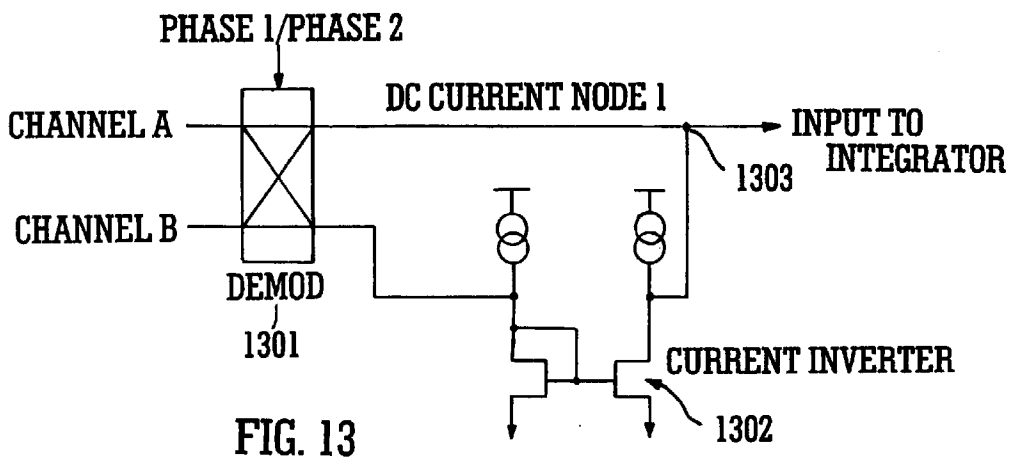 PHASE 1/PHASE 2
DC CURRENT NODE 1
CHANNEL A
INPUT TO
INTEGRATOR
1303
CHANNEL B
DEMOD
1301
CURRENT INVERTER
1302
FIG. 13